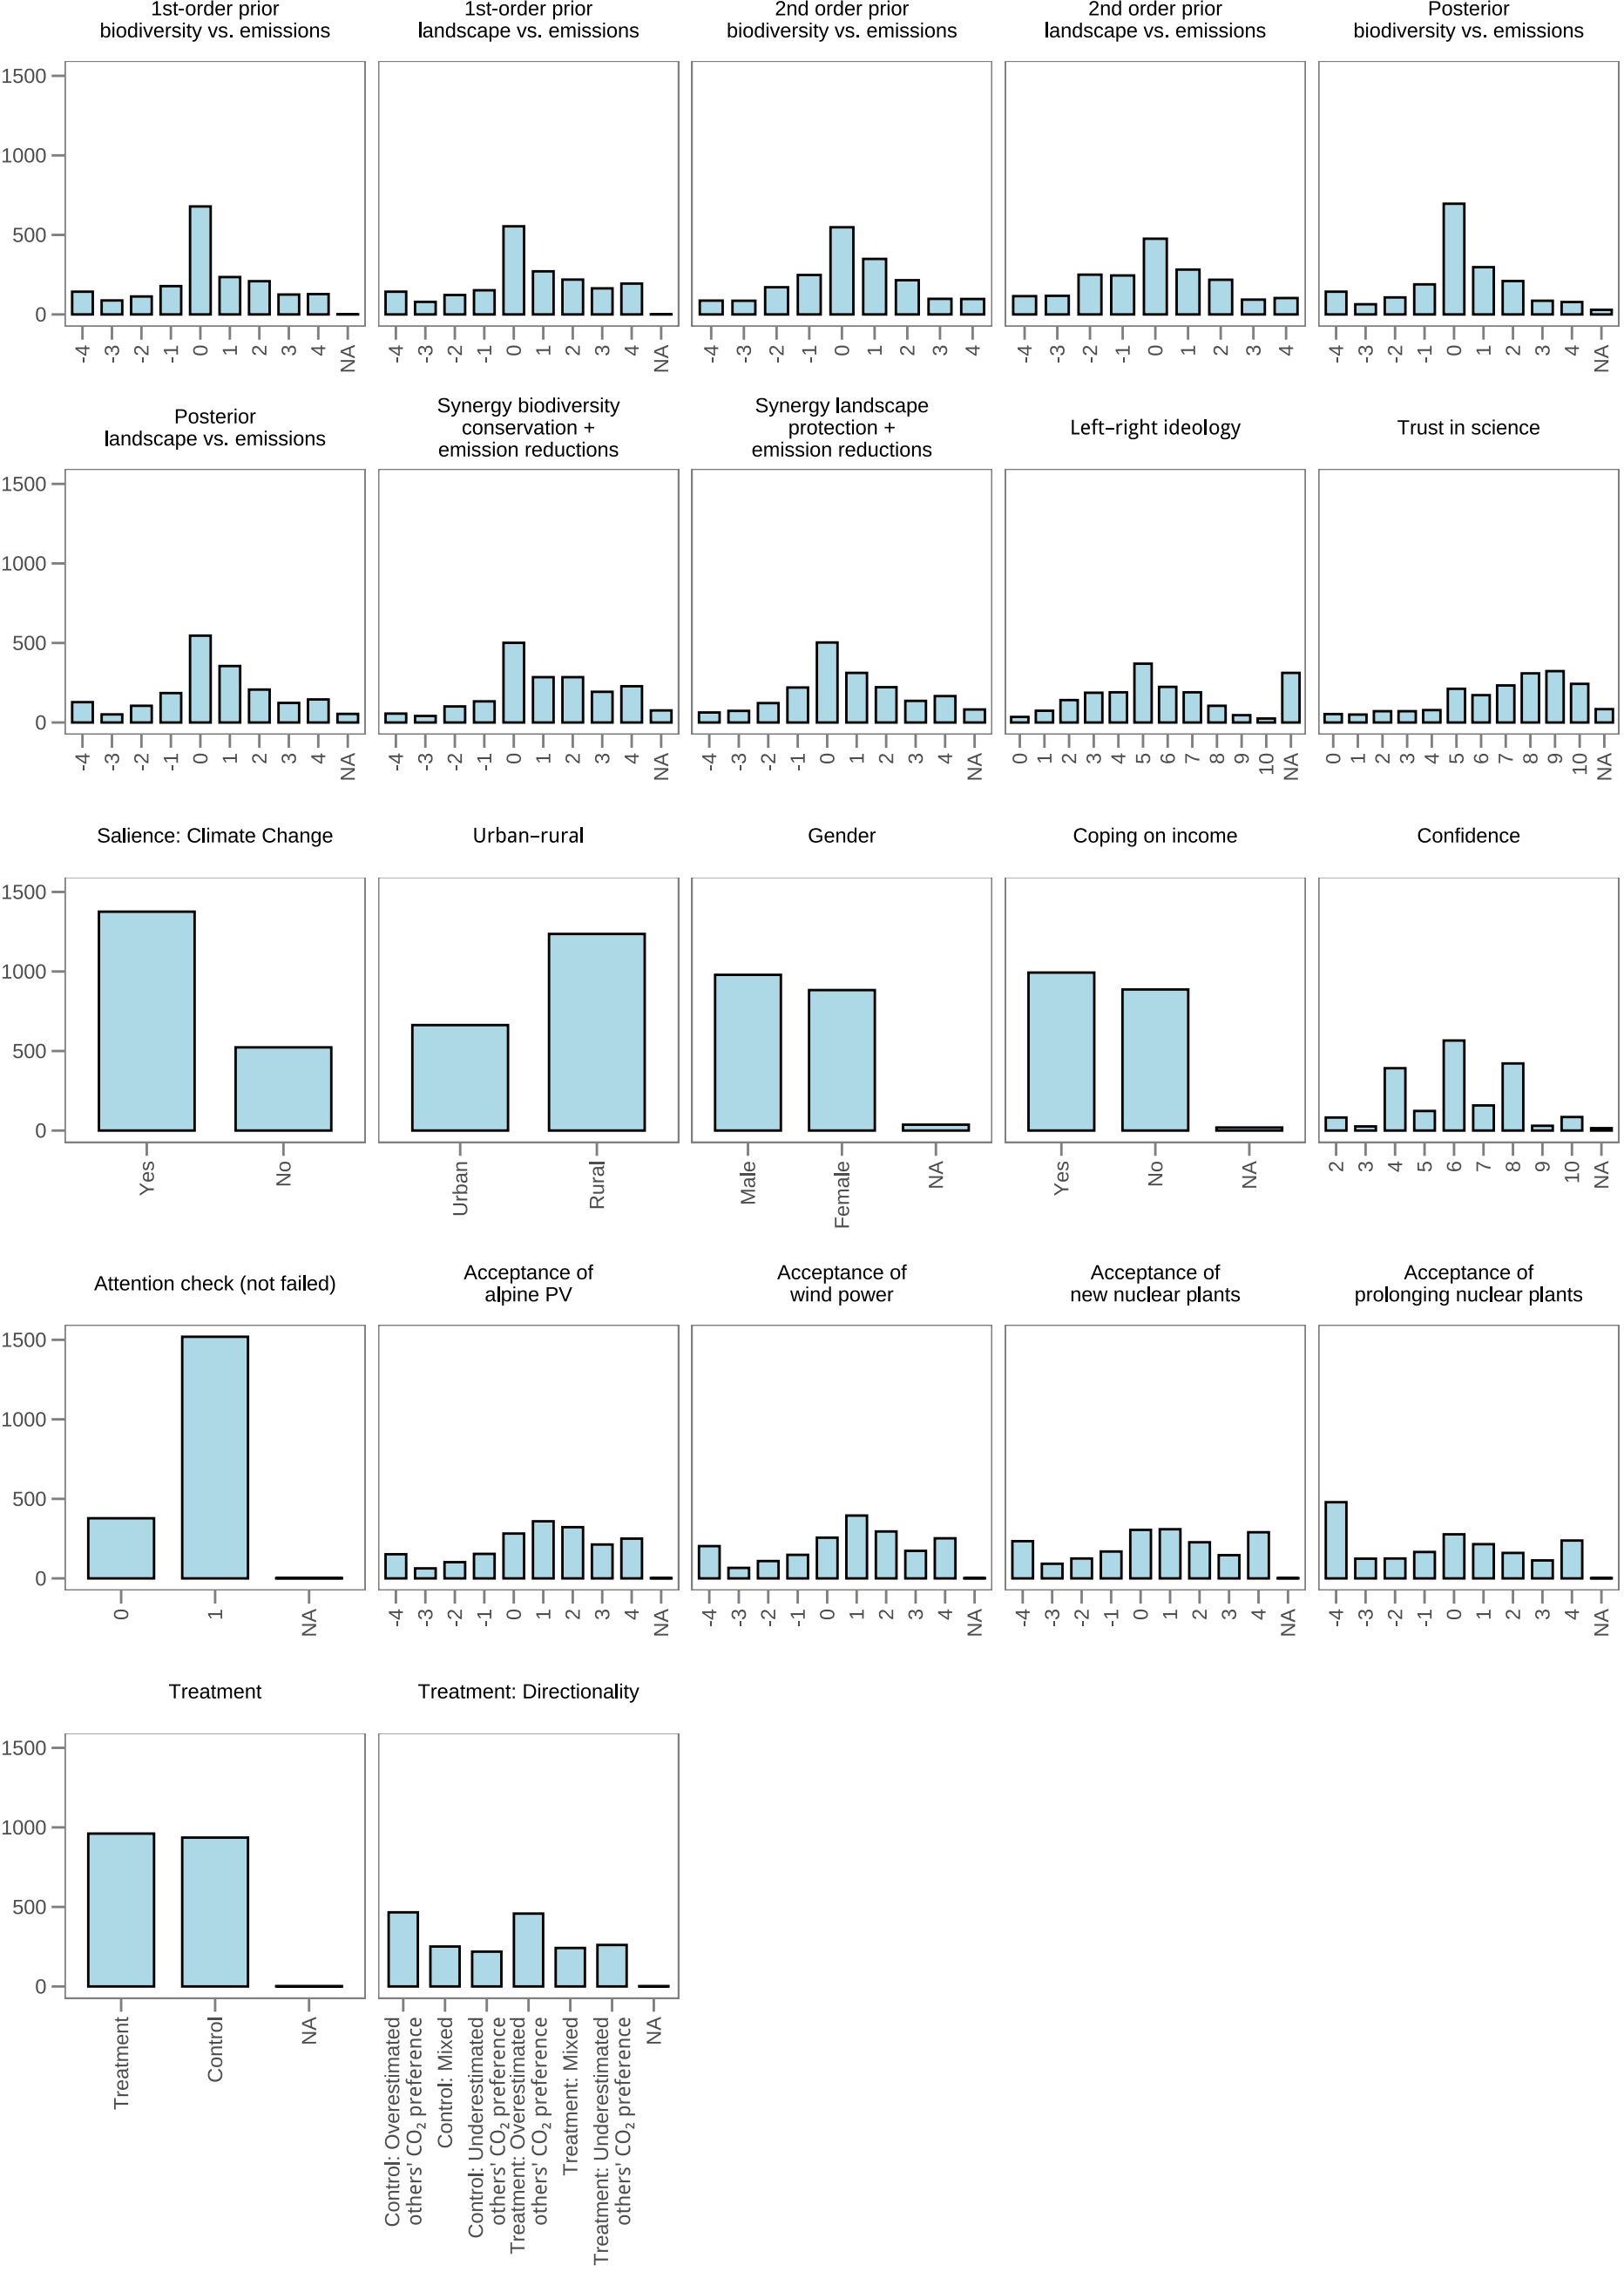 1st-order prior
biodiversity vs. emissions
1st-order prior
landscape vs. emissions
2nd order prior
biodiversity vs. emissions
2nd order prior
landscape vs. emissions
Posterior
biodiversity vs. emissions
1500
1000
500
0
-4 -3 -2 -1 0 1 2 3 4 NA
-4 -3 -2 -1 0 1 2 3 4 NA
-4 -3 -2 -1 0 1 2 3 4
-4 -3 -2 -1 0 1 2 3 4
-4 -3 -2 -1 0 1 2 3 4 NA
Posterior
landscape vs. emissions
Synergy biodiversity
conservation +
emission reductions
Synergy landscape
protection +
emission reductions
Left–right ideology
Trust in science
1500
1000
500
0
-4 -3 -2 -1 0 1 2 3 4 NA
-4 -3 -2 -1 0 1 2 3 4 NA
-4 -3 -2 -1 0 1 2 3 4 NA
0 1 2 3 4 5 6 7 8 9 10 NA
0 1 2 3 4 5 6 7 8 9 10 NA
Salience: Climate Change
Urban–rural
Gender
Coping on income
Confidence
1500
1000
500
0
Yes
No
Urban
Rural
Male
Female
NA
Yes
No
NA
2 3 4 5 6 7 8 9 10 NA
Attention check (not failed)
Acceptance of
alpine PV
Acceptance of
wind power
Acceptance of
new nuclear plants
Acceptance of
prolonging nuclear plants
1500
1000
500
0
0 1 NA
-4 -3 -2 -1 0 1 2 3 4 NA
-4 -3 -2 -1 0 1 2 3 4 NA
-4 -3 -2 -1 0 1 2 3 4 NA
-4 -3 -2 -1 0 1 2 3 4 NA
Treatment
Treatment: Directionality
1500
1000
500
0
Treatment
Control
NA
Control: Overestimated
others' CO₂ preference
Control: Mixed
Control: Underestimated
others' CO₂ preference
Treatment: Overestimated
others' CO₂ preference
Treatment: Mixed
Treatment: Underestimated
others' CO₂ preference
NA